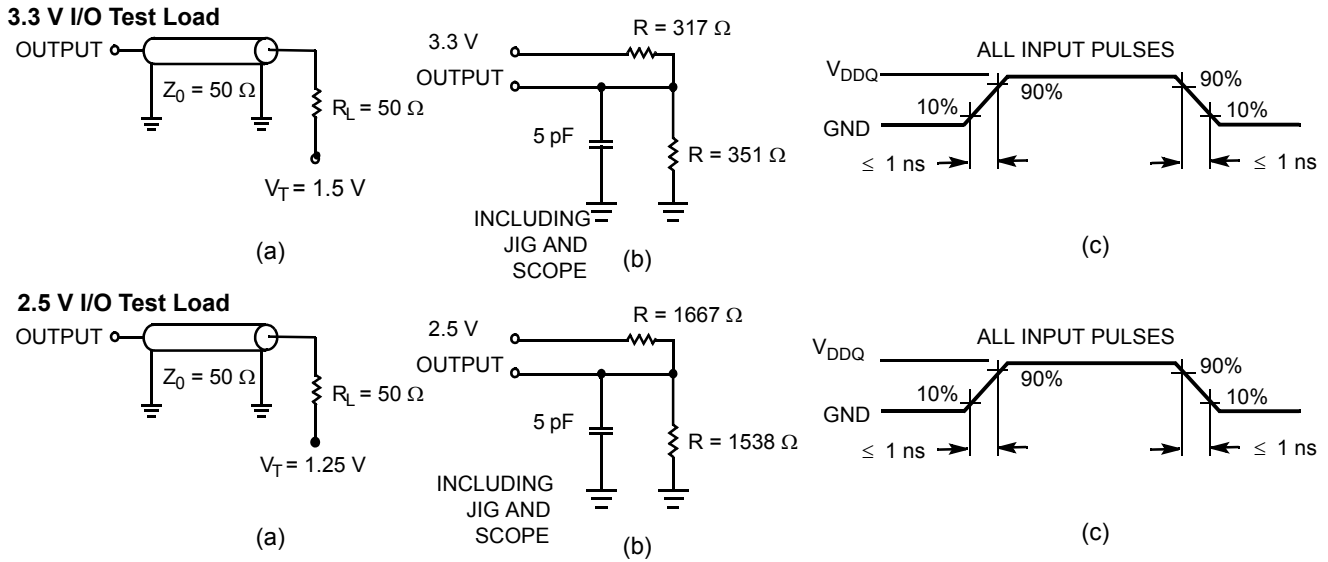 3.3 V I/O Test Load
OUTPUT
Z0 = 50 Ω
RL = 50 Ω
VT = 1.5 V
(a)
R = 317 Ω
3.3 V
OUTPUT
5 pF
R = 351 Ω
INCLUDING
JIG AND
SCOPE
(b)
ALL INPUT PULSES
VDDQ
90%
90%
10%
10%
GND
≤ 1 ns
≤ 1 ns
(c)
2.5 V I/O Test Load
OUTPUT
Z0 = 50 Ω
RL = 50 Ω
VT = 1.25 V
(a)
R = 1667 Ω
2.5 V
OUTPUT
5 pF
R = 1538 Ω
INCLUDING
JIG AND
SCOPE
(b)
ALL INPUT PULSES
VDDQ
90%
90%
10%
10%
GND
≤ 1 ns
≤ 1 ns
(c)